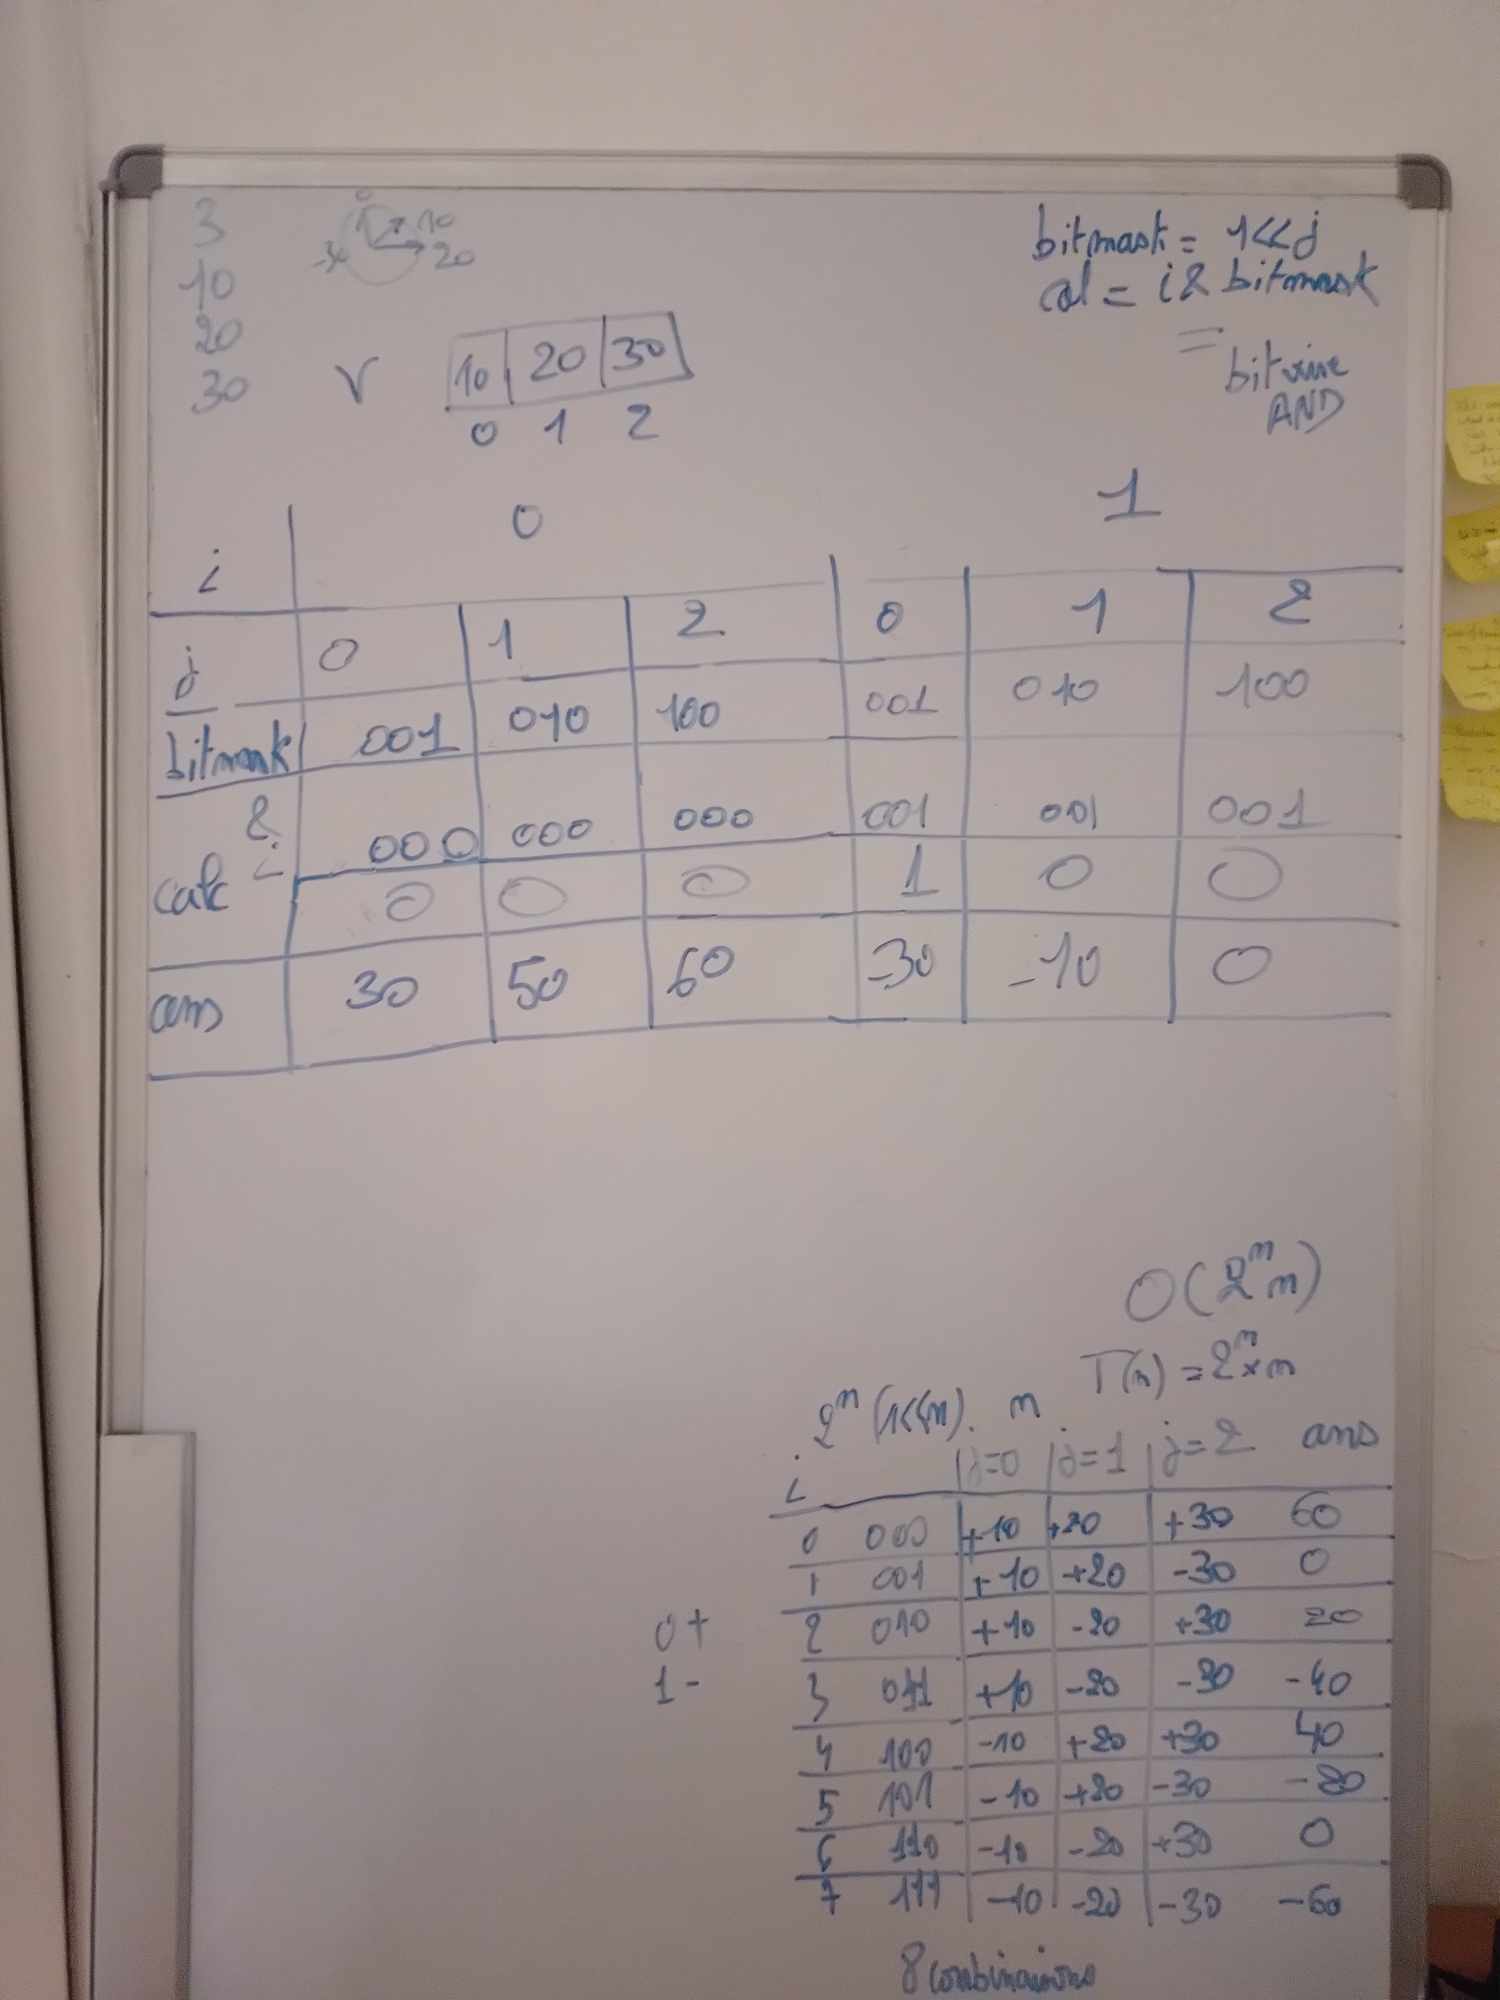 3
10
20
30
0
10
20
V 10 20 30
0 1 2
bitmask = 1<<j
cal = i & bitmask
bitwise
AND
i 0 1
j 0 1 2 0 1 2
bitmask 001 010 100 001 010 100
& i 000 000 000 001 001 001
calc 0 0 0 1 0 0
ans 30 50 60 -30 -10 0
O(2^n n)
T(n) = 2^n × n
2^n (1<<n). n
i j=0 j=1 j=2 ans
0 000 +10 +20 +30 60
1 001 +10 +20 -30 0
2 010 +10 -20 +30 20
3 011 +10 -20 -30 -40
4 100 -10 +20 +30 40
5 101 -10 +20 -30 -20
6 110 -10 -20 +30 0
7 111 -10 -20 -30 -60
0 +
1 -
8 combinaisons